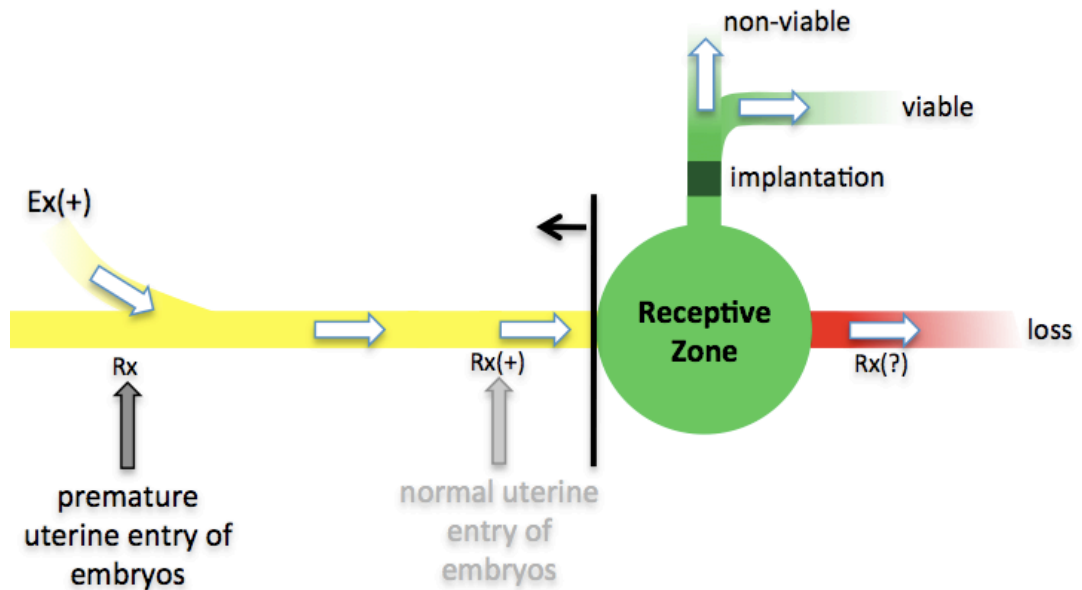 non-viable
viable
implantation
Ex(+)
Receptive
Zone
loss
Rx
Rx(+)
Rx(?)
premature
uterine entry of
embryos
normal uterine
entry of
embryos